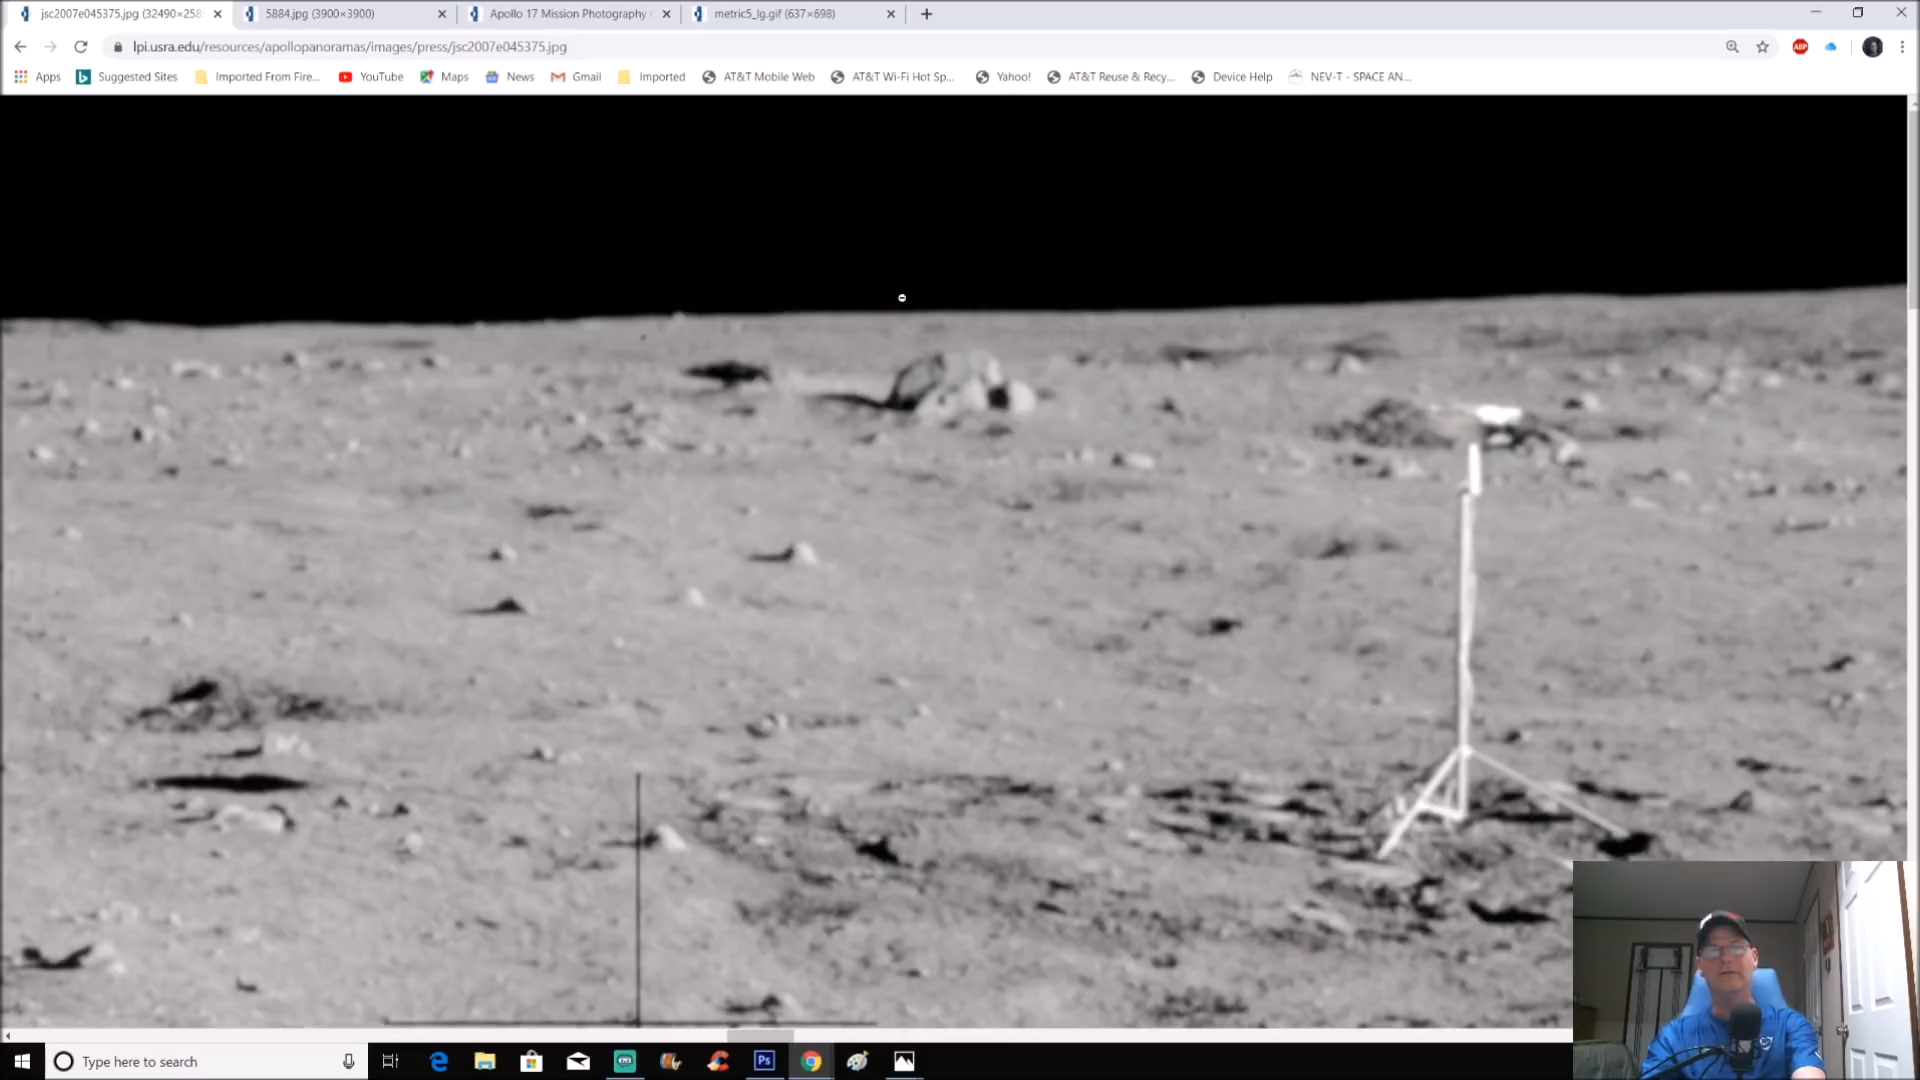 jsc2007e045375.jpg (32490×258
5884.jpg (3900×3900)
Apollo 17 Mission Photography
metric5_lg.gif (637×698)
lpi.usra.edu/resources/apollopanoramas/images/press/jsc2007e045375.jpg
ABP
Apps
Suggested Sites
Imported From Fire...
YouTube
Maps
News
Gmail
Imported
AT&T Mobile Web
AT&T Wi-Fi Hot Sp...
Yahoo!
AT&T Reuse & Recy...
Device Help
NEV-T - SPACE AN...
Type here to search
Ps